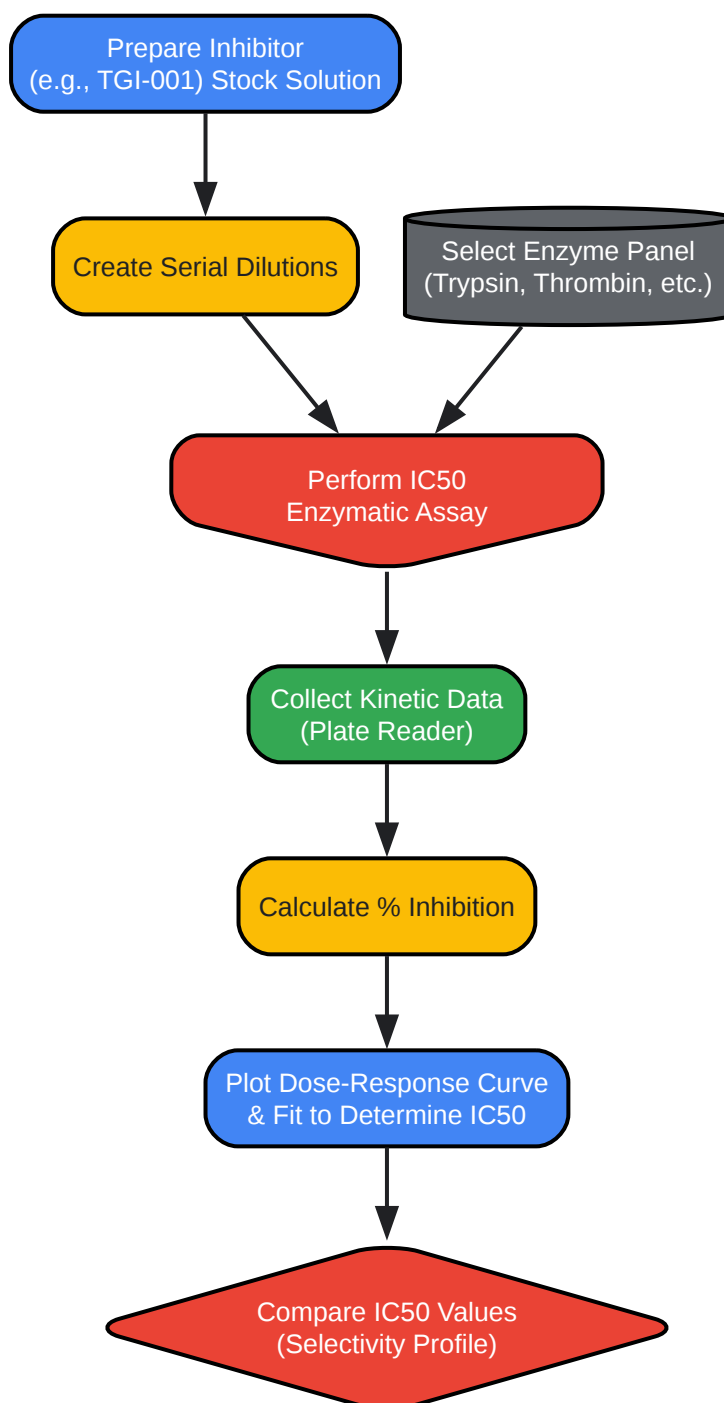 Prepare Inhibitor
(e.g., TGI-001) Stock Solution
Create Serial Dilutions
Select Enzyme Panel
(Trypsin, Thrombin, etc.)
Perform IC50
Enzymatic Assay
Collect Kinetic Data
(Plate Reader)
Calculate % Inhibition
Plot Dose-Response Curve
& Fit to Determine IC50
Compare IC50 Values
(Selectivity Profile)